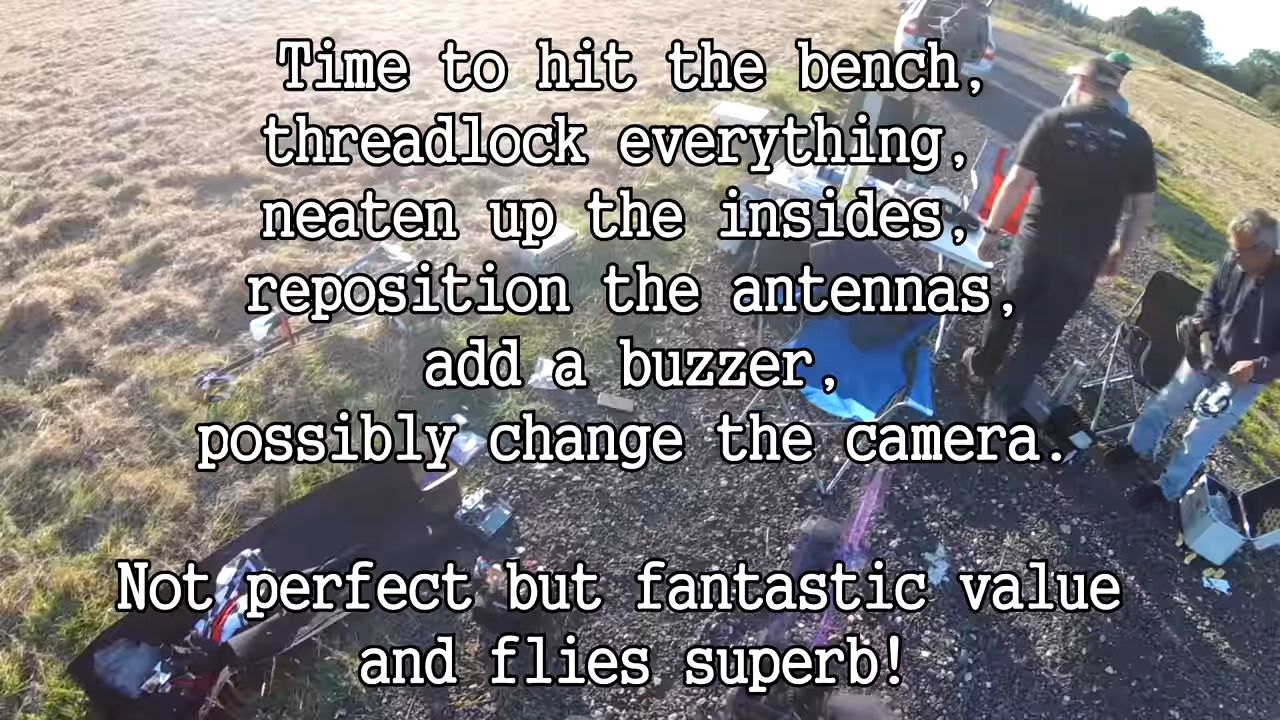 Time to hit the bench,
threadlock everything,
neaten up the insides,
reposition the antennas,
add a buzzer,
possibly change the camera.
Not perfect but fantastic value
and flies superb!